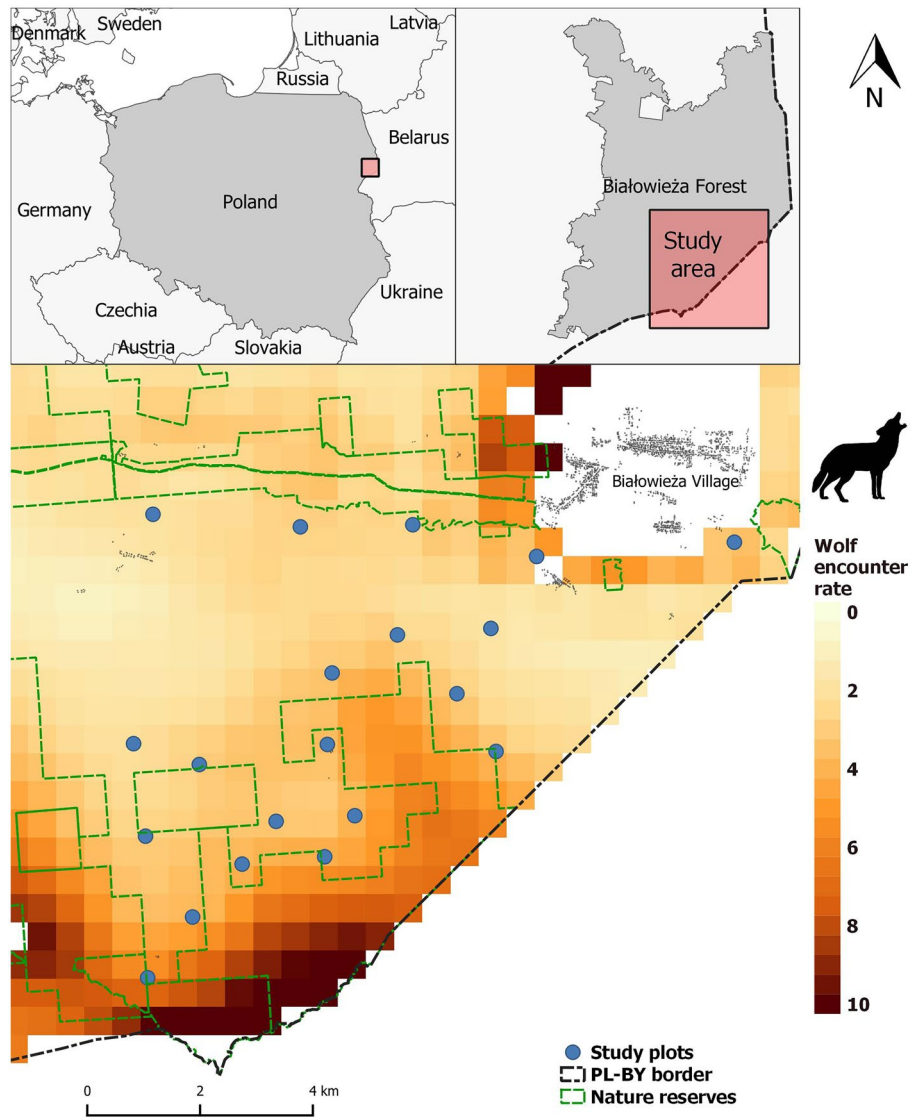 Denmark
Sweden
Latvia
Lithuania
Russia
Belarus
Germany
Poland
Ukraine
Czechia
Austria
Slovakia
Białowieża Forest
Study
area
N
Białowieża Village
Wolf
encounter
rate
0
2
4
6
8
10
Study plots
PL-BY border
Nature reserves
0
2
4 km